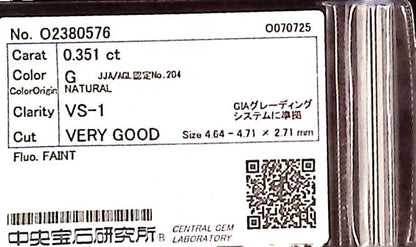 No. O2380576 O070725
Carat 0.351 ct
Color G JJA/AGL認定No.204
ColorOrigin NATURAL
Clarity VS-1 GIAグレーディング
システムに準拠
Cut VERY GOOD Size 4.64 - 4.71 × 2.71 mm
Fluo. FAINT
中央宝石研究所® CENTRAL GEM
LABORATORY